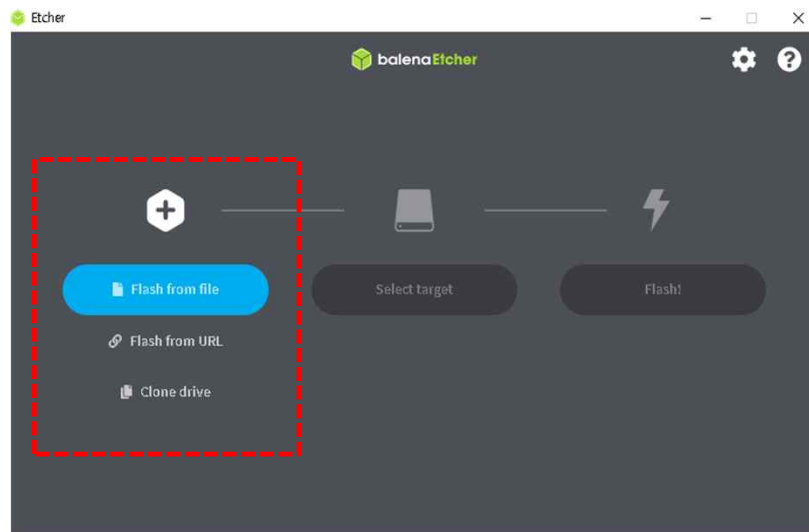 Etcher
balenaEtcher
Flash from file
Select target
Flash!
Flash from URL
Clone drive